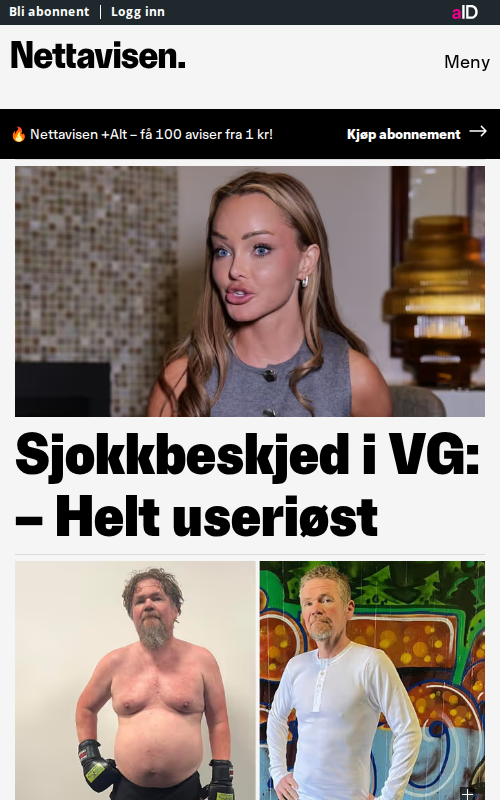 Bli abonnent | Logg inn
aID
Nettavisen.
Meny
🔥 Nettavisen +Alt – få 100 aviser fra 1 kr!
Kjøp abonnement →
Sjokkbeskjed i VG:
– Helt useriøst